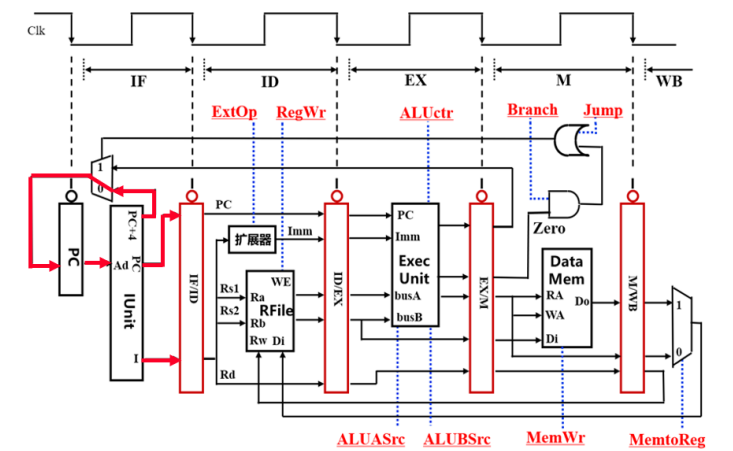 Clk
IF ID EX M WB
ExtOp RegWr ALUctr Branch Jump
1
0
PC
PC+4
PC
Ad
IUnit
I
IF/ID
PC
扩展器 Imm
Rs1
Rs2
WE
Ra
RFile
Rb
Rw Di
Rd
ID/EX
PC
Imm
Exec
Unit
busA
busB
EX/M
Zero
Data
Mem
RA Do
WA
Di
M/WB
1
0
ALUASrc ALUBSrc MemWr MemtoReg